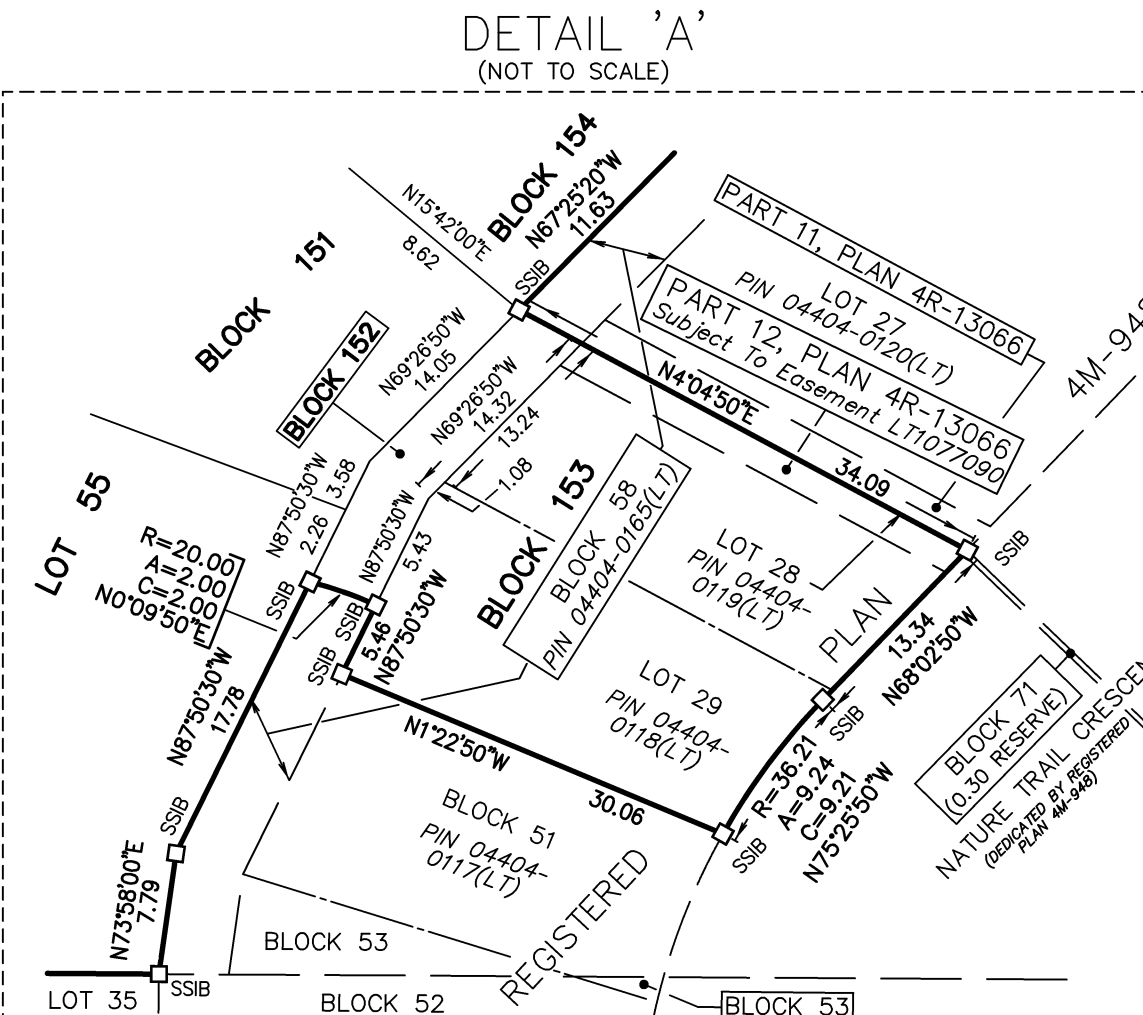 DETAIL 'A'
(NOT TO SCALE)
BLOCK 154
N67°25'20"W
11.63
N15°42'00"E
8.62
SSIB
BLOCK 151
BLOCK 152
N69°26'50"W
14.05
N69°26'50"W
14.32
13.24
1.08
PART 11, PLAN 4R-13066
LOT 27
PIN 04404-0120(LT)
PART 12, PLAN 4R-13066
Subject To Easement LT1077090
N4°04'50"E
34.09
4M-948
LOT 55
R=20.00
A=2.00
C=2.00
N0°09'50"E
N87°50'30"W
2.26
3.58
N87°50'30"W
5.43
BLOCK 153
BLOCK 58
PIN 04404-0165(LT)
LOT 28
PIN 04404-
0119(LT)
PLAN
SSIB
SSIB
SSIB
SSIB
5.46
N87°50'30"W
N87°50'30"W
17.78
LOT 29
PIN 04404-
0118(LT)
13.34
N68°02'50"W
SSIB
N1°22'50"W
30.06
R=36.21
A=9.24
C=9.21
N75°25'50"W
SSIB
BLOCK 71
(0.30 RESERVE)
NATURE TRAIL CRESCEN
(DEDICATED BY REGISTERED
PLAN 4M-948)
SSIB
BLOCK 51
PIN 04404-
0117(LT)
N73°58'00"E
7.79
REGISTERED
BLOCK 53
SSIB
LOT 35
BLOCK 52
BLOCK 53